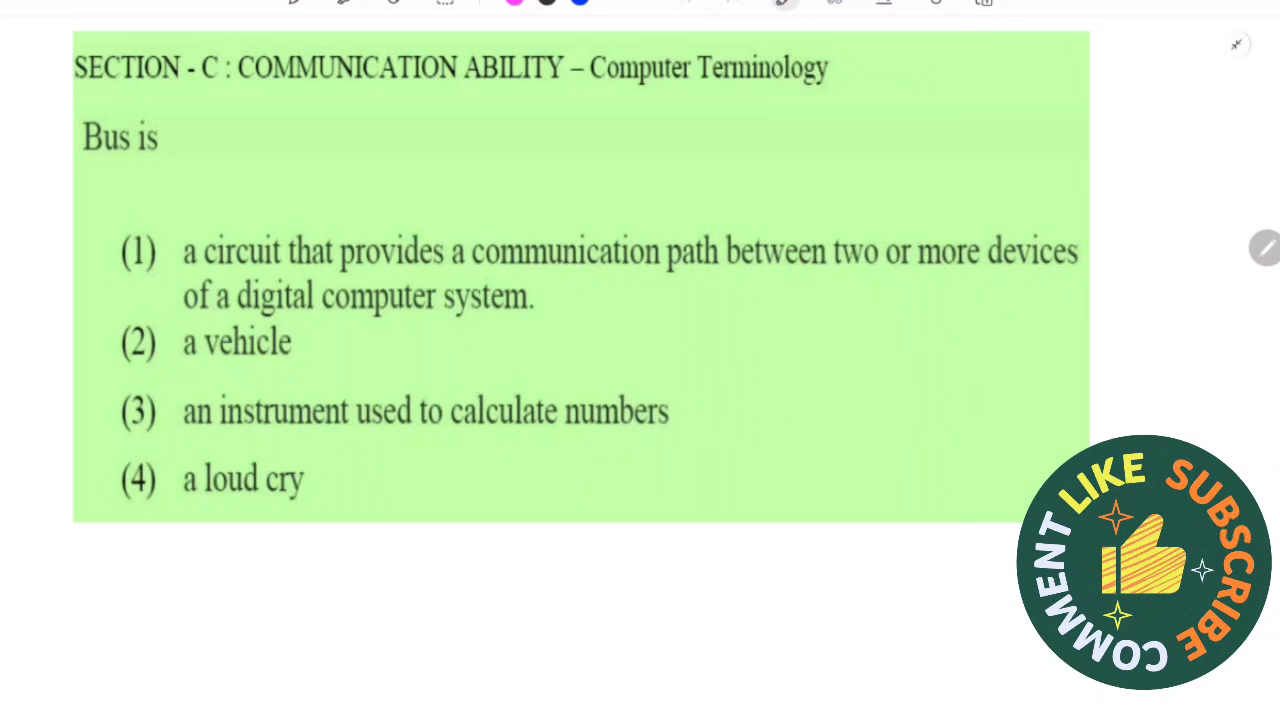 SECTION - C : COMMUNICATION ABILITY – Computer Terminology
Bus is
(1) a circuit that provides a communication path between two or more devices
of a digital computer system.
(2) a vehicle
(3) an instrument used to calculate numbers
(4) a loud cry
LIKE SUBSCRIBE COMMENT